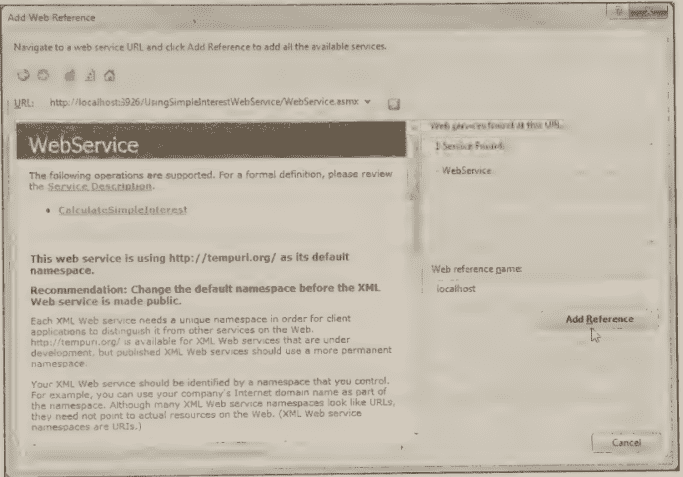 Add Web Reference
Navigate to a web service URL and click Add Reference to add all the available services.
URL: http://localhost:3926/UsingSimpleInterestWebService/WebService.asmx
Web services found at this URL:
WebService
1 Service Found:
The following operations are supported. For a formal definition, please review
the Service Description.
- WebService
• CalculateSimpleInterest
This web service is using http://tempuri.org/ as its default
namespace.
Web reference name:
Recommendation: Change the default namespace before the XML
Web service is made public.
localhost
Each XML Web service needs a unique namespace in order for client
applications to distinguish it from other services on the Web.
http://tempuri.org/ is available for XML Web services that are under
development, but published XML Web services should use a more permanent
namespace.
Add Reference
Your XML Web service should be identified by a namespace that you control.
For example, you can use your company's Internet domain name as part of
the namespace. Although many XML Web service namespaces look like URLs,
they need not point to actual resources on the Web. (XML Web service
namespaces are URIs.)
Cancel